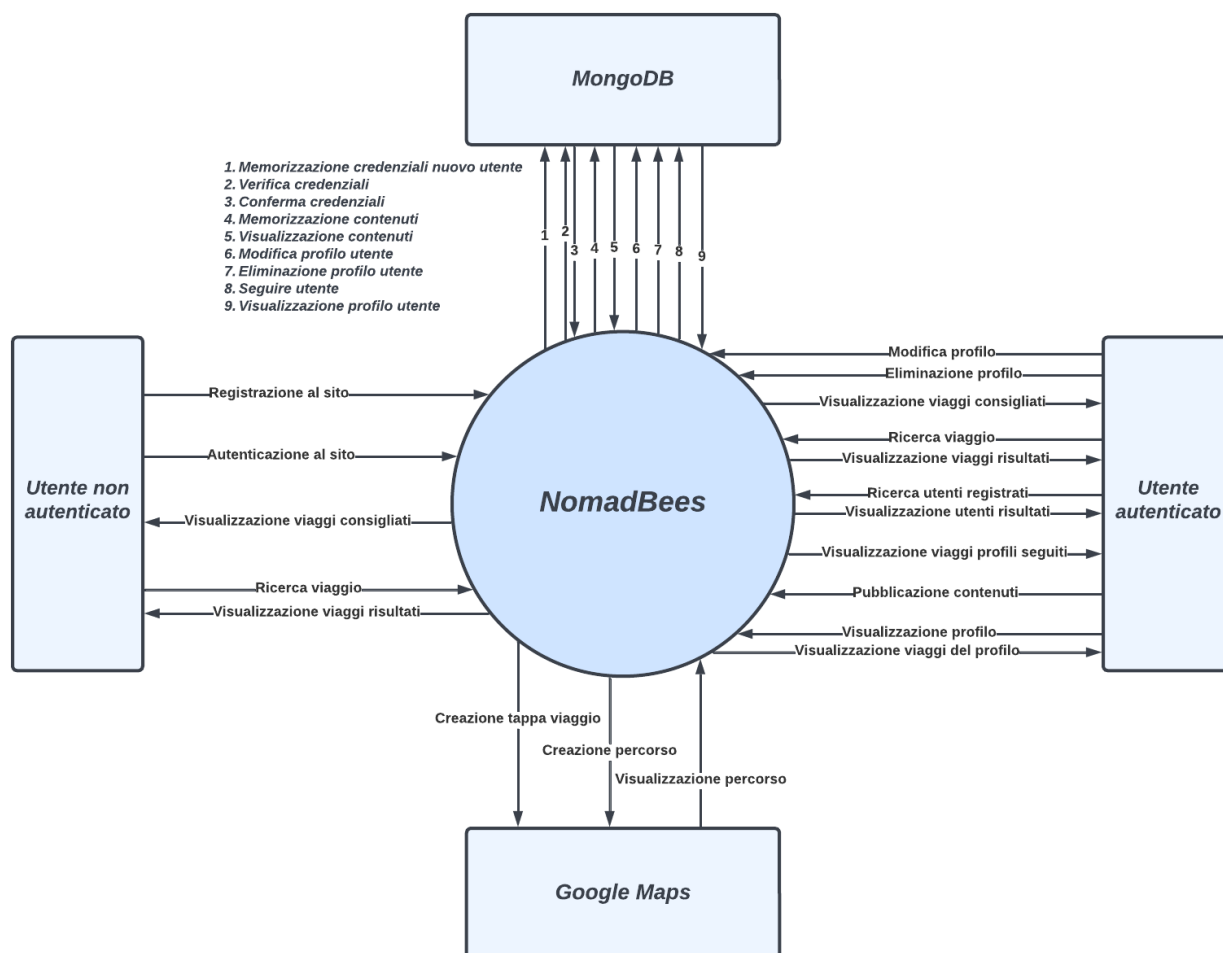 MongoDB
1. Memorizzazione credenziali nuovo utente
2. Verifica credenziali
3. Conferma credenziali
4. Memorizzazione contenuti
5. Visualizzazione contenuti
6. Modifica profilo utente
7. Eliminazione profilo utente
8. Seguire utente
9. Visualizzazione profilo utente
1
2
3
4
5
6
7
8
9
Utente non
autenticato
Registrazione al sito
Autenticazione al sito
Visualizzazione viaggi consigliati
Ricerca viaggio
Visualizzazione viaggi risultati
NomadBees
Modifica profilo
Eliminazione profilo
Visualizzazione viaggi consigliati
Ricerca viaggio
Visualizzazione viaggi risultati
Ricerca utenti registrati
Visualizzazione utenti risultati
Visualizzazione viaggi profili seguiti
Pubblicazione contenuti
Visualizzazione profilo
Visualizzazione viaggi del profilo
Utente
autenticato
Creazione tappa viaggio
Creazione percorso
Visualizzazione percorso
Google Maps